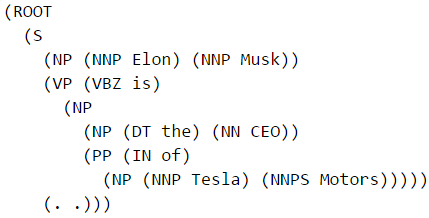 (ROOT
  (S
    (NP (NNP Elon) (NNP Musk))
    (VP (VBZ is)
      (NP
        (NP (DT the) (NN CEO))
        (PP (IN of)
          (NP (NNP Tesla) (NNPS Motors)))))
    (. .)))